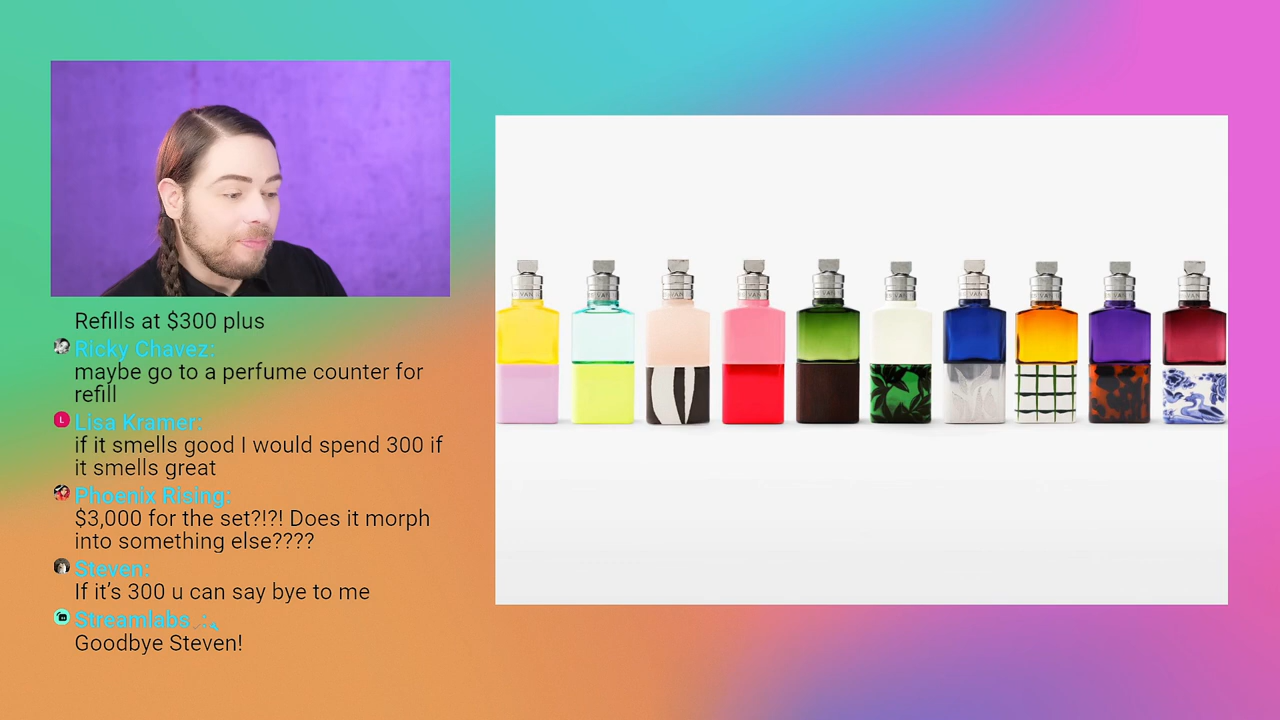 Refills at $300 plus
Ricky Chavez:
maybe go to a perfume counter for
refill
L
Lisa Kramer:
if it smells good I would spend 300 if
it smells great
Phoenix Rising:
$3,000 for the set?!?! Does it morph
into something else????
Steven:
If it's 300 u can say bye to me
Streamlabs
Goodbye Steven!